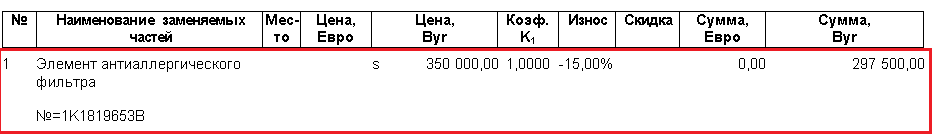 № Наименование заменяемых частей Мес-то Цена, Евро Цена, Byr Коэф. K₁ Износ Скидка Сумма, Евро Сумма, Byr
1 Элемент антиаллергического s 350 000,00 1,0000 -15,00% 0,00 297 500,00
фильтра
№=1K1819653B